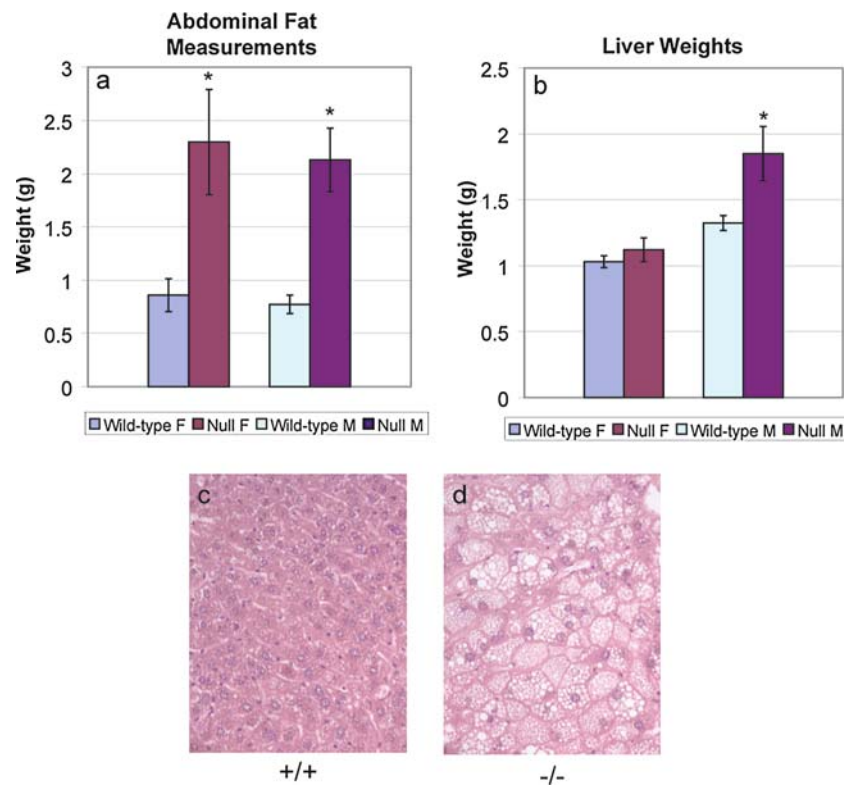 Abdominal Fat
Measurements
a
*
*
3
2.5
2
1.5
1
0.5
0
Weight (g)
Wild-type F Null F Wild-type M Null M
Liver Weights
b
*
2.5
2
1.5
1
0.5
0
Weight (g)
Wild-type F Null F Wild-type M Null M
c
d
+/+
-/-